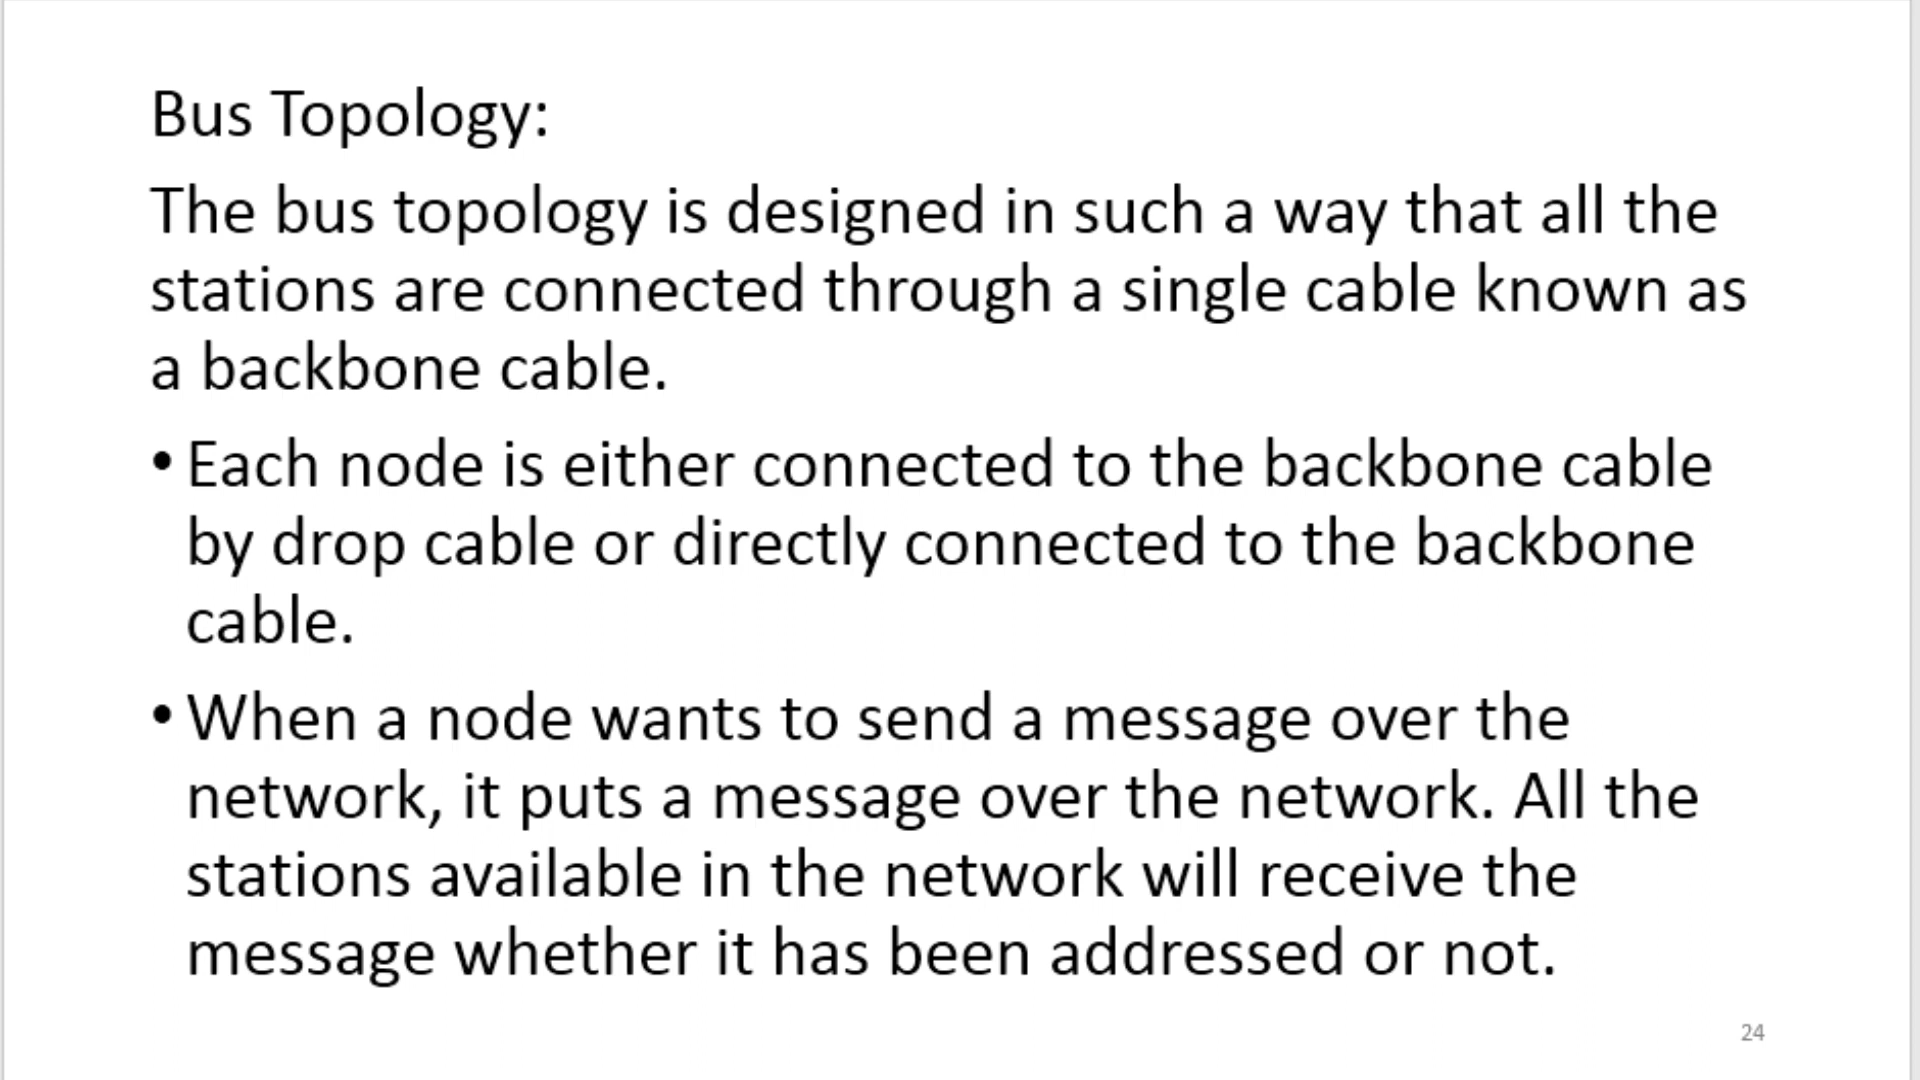 Bus Topology:
The bus topology is designed in such a way that all the
stations are connected through a single cable known as
a backbone cable.
• Each node is either connected to the backbone cable
by drop cable or directly connected to the backbone
cable.
• When a node wants to send a message over the
network, it puts a message over the network. All the
stations available in the network will receive the
message whether it has been addressed or not.
24